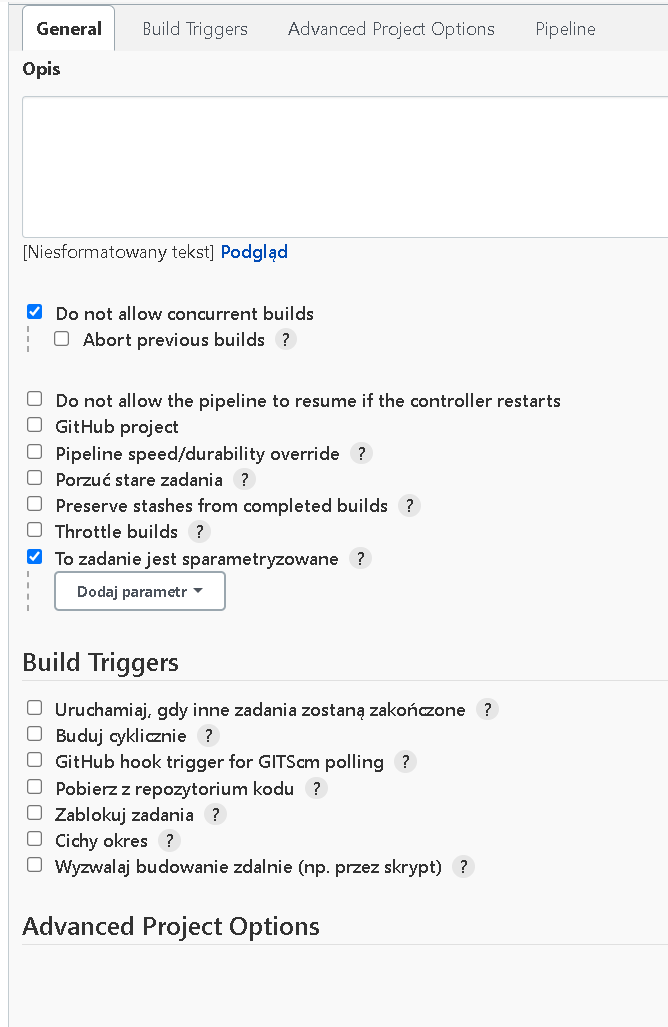 General Build Triggers Advanced Project Options Pipeline
Opis
[Niesformatowany tekst] Podgląd
Do not allow concurrent builds
Abort previous builds ?
Do not allow the pipeline to resume if the controller restarts
GitHub project
Pipeline speed/durability override ?
Porzuć stare zadania ?
Preserve stashes from completed builds ?
Throttle builds ?
To zadanie jest sparametryzowane ?
Dodaj parametr
Build Triggers
Uruchamiaj, gdy inne zadania zostaną zakończone ?
Buduj cyklicznie ?
GitHub hook trigger for GITScm polling ?
Pobierz z repozytorium kodu ?
Zablokuj zadania ?
Cichy okres ?
Wyzwalaj budowanie zdalnie (np. przez skrypt) ?
Advanced Project Options